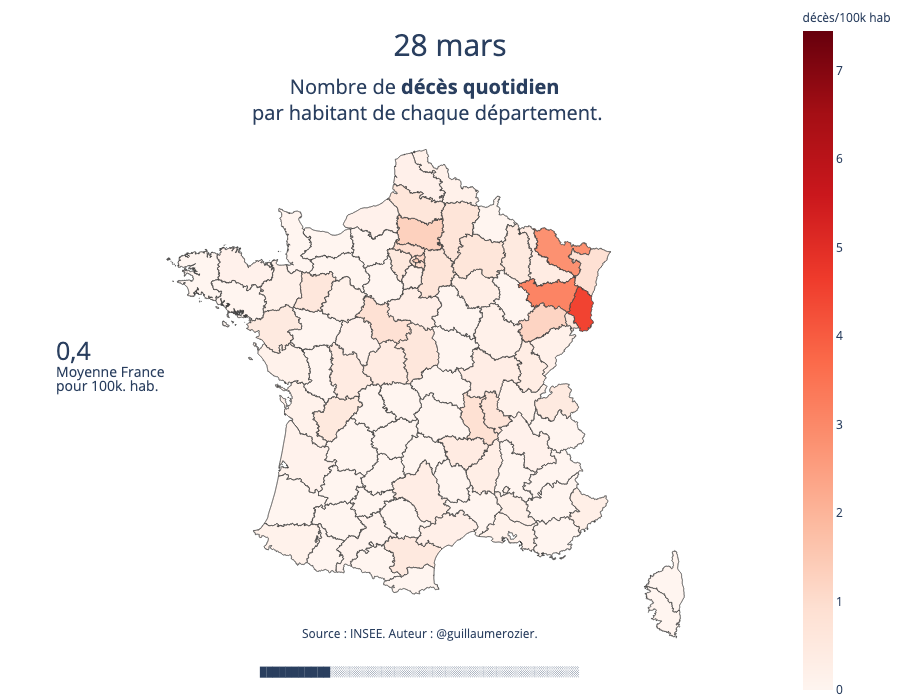 décès/100k hab
28 mars
Nombre de décès quotidien
par habitant de chaque département.
7
6
5
4
3
2
1
0
0,4
Moyenne France
pour 100k. hab.
Source : INSEE. Auteur : @guillaumerozier.